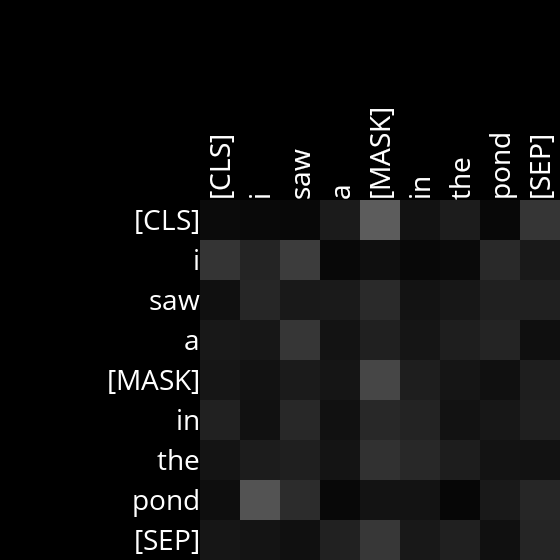 [CLS] i saw a [MASK] in the pond [SEP]
[CLS]
i
saw
a
[MASK]
in
the
pond
[SEP]